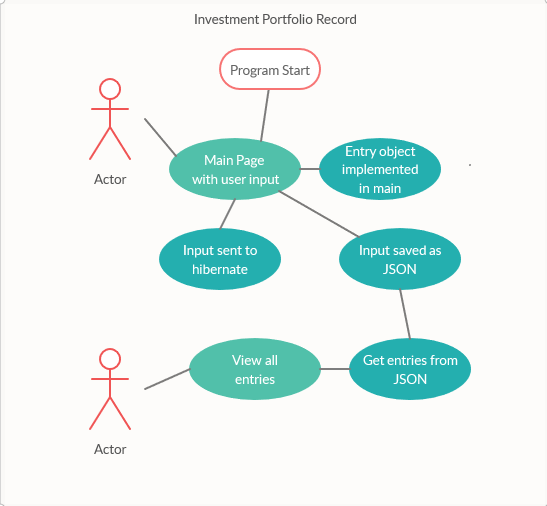 Investment Portfolio Record
Program Start
Actor
Main Page
with user input
Entry object
implemented
in main
Input sent to
hibernate
Input saved as
JSON
View all
entries
Get entries from
JSON
Actor